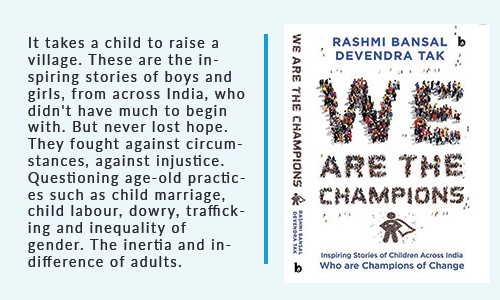 It takes a child to raise a
village. These are the in-
spiring stories of boys and
girls, from across India, who
didn't have much to begin
with. But never lost hope.
They fought against circum-
stances, against injustice.
Questioning age-old practic-
es such as child marriage,
child labour, dowry, traffick-
ing and inequality of
gender. The inertia and in-
difference of adults.
WE ARE THE CHAMPIONS
RASHMI BANSAL
DEVENDRA TAK
b
RASHMI BANSAL
DEVENDRA TAK
b
WE
ARE THE
CHAMPIONS
Inspiring Stories of Children Across India
Who are Champions of Change